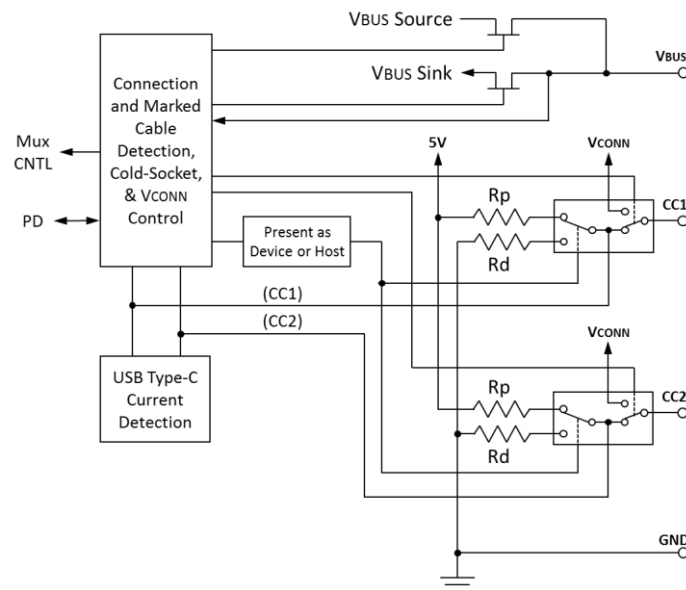 VBUS Source
VBUS
VBUS Sink
Connection
and Marked
Cable
Detection,
Cold-Socket,
& VCONN
Control
Mux
CNTL
PD
5V
VCONN
Rp
CC1
Rd
Present as
Device or Host
(CC1)
(CC2)
VCONN
USB Type-C
Current
Detection
Rp
CC2
Rd
GND